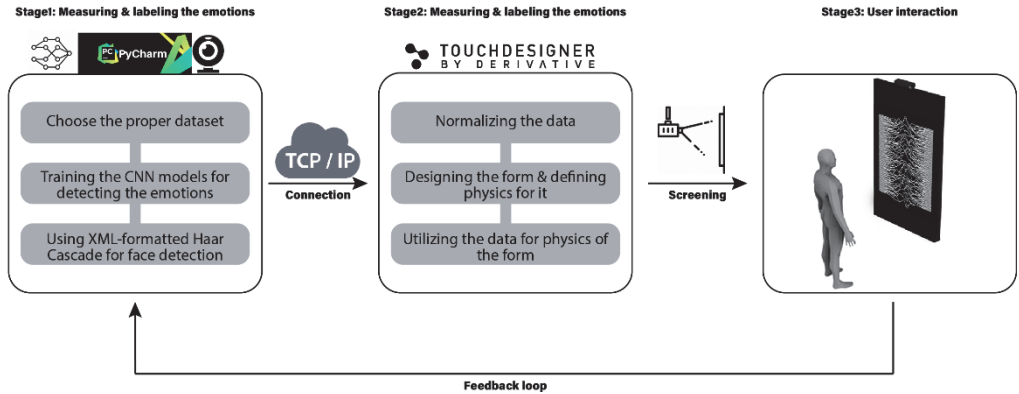 Stage1: Measuring & labeling the emotions
PC
PyCharm
Choose the proper dataset
Training the CNN models for
detecting the emotions
Using XML-formatted Haar
Cascade for face detection
TCP / IP
Connection
Stage2: Measuring & labeling the emotions
TOUCHDESIGNER
BY DERIVATIVE
Normalizing the data
Designing the form & defining
physics for it
Utilizing the data for physics of
the form
Screening
Stage3: User interaction
Feedback loop